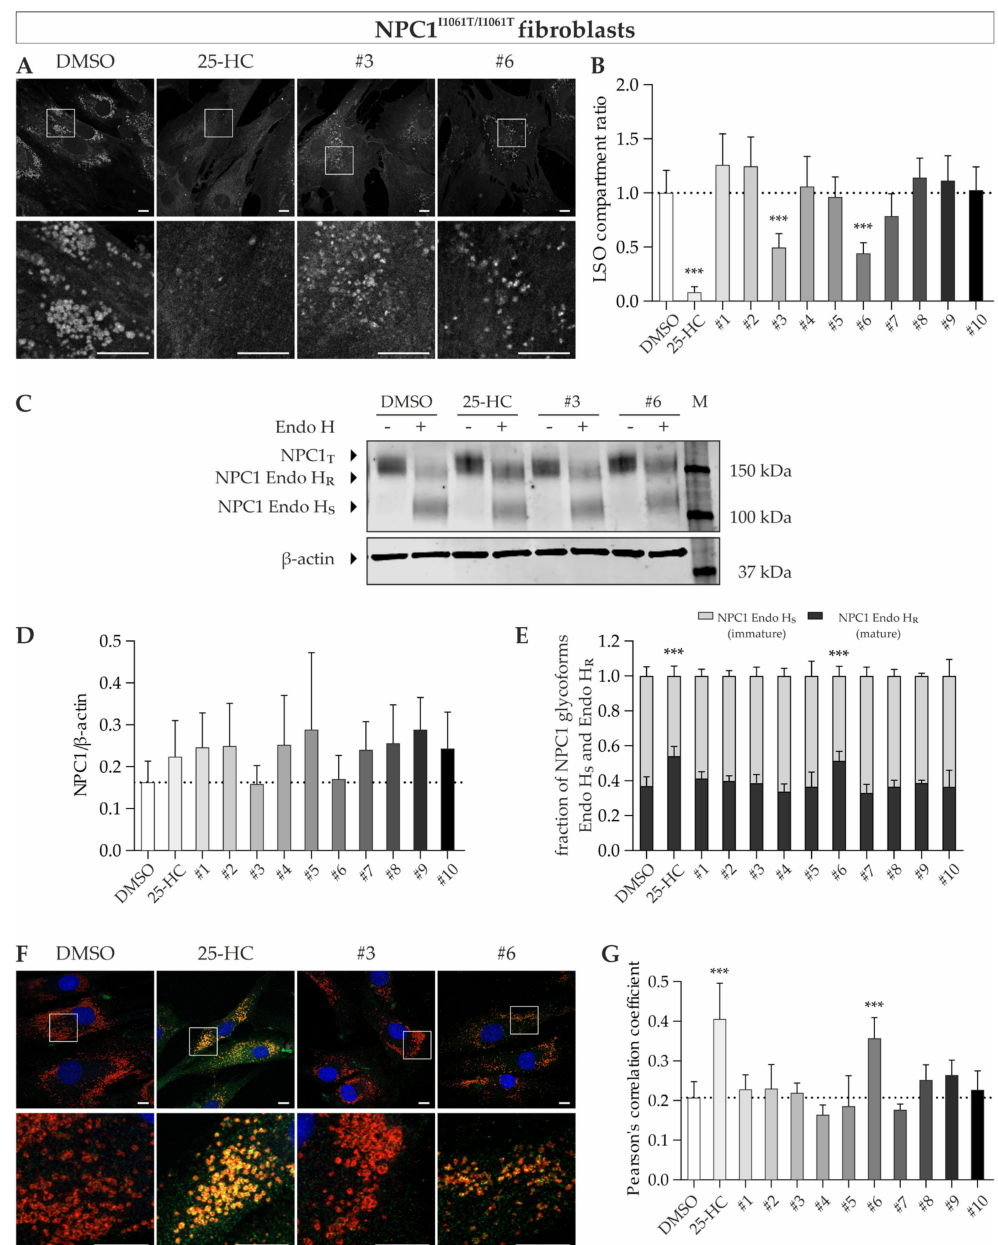 NPC1^I1061T/I1061T fibroblasts
A
DMSO 25-HC #3 #6
B
LSO compartment ratio
2.0
1.5
1.0
0.5
0.0
*** *** ***
DMSO 25-HC #1 #2 #3 #4 #5 #6 #7 #8 #9 #10
C
DMSO 25-HC #3 #6 M
Endo H - + - + - + - +
NPC1T
NPC1 Endo HR
NPC1 Endo HS
150 kDa
100 kDa
β-actin
37 kDa
D
NPC1/β-actin
0.5
0.4
0.3
0.2
0.1
0.0
DMSO 25-HC #1 #2 #3 #4 #5 #6 #7 #8 #9 #10
E
NPC1 Endo HS
(immature)
NPC1 Endo HR
(mature)
fraction of NPC1 glycoforms
Endo HS and Endo HR
1.2
1.0
0.8
0.6
0.4
0.2
0.0
*** ***
DMSO 25-HC #1 #2 #3 #4 #5 #6 #7 #8 #9 #10
F
DMSO 25-HC #3 #6
G
Pearson's correlation coefficient
0.5
0.4
0.3
0.2
0.1
0.0
*** ***
DMSO 25-HC #1 #2 #3 #4 #5 #6 #7 #8 #9 #10